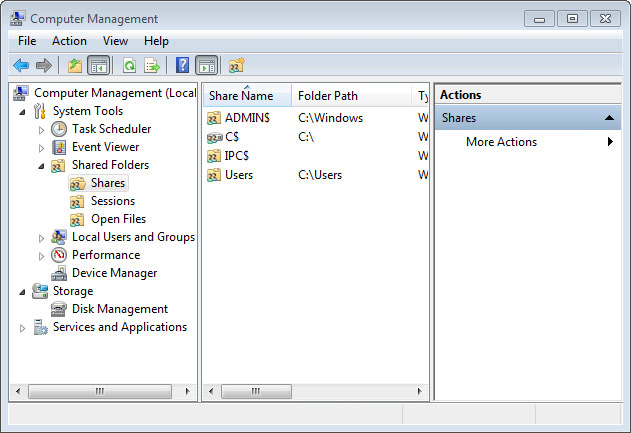 Computer Management
File Action View Help
Computer Management (Local
System Tools
Task Scheduler
Event Viewer
Shared Folders
Shares
Sessions
Open Files
Local Users and Groups
Performance
Device Manager
Storage
Disk Management
Services and Applications
Share Name Folder Path Ty
ADMIN$ C:\Windows W
C$ C:\ W
IPC$ W
Users C:\Users W
Actions
Shares
More Actions